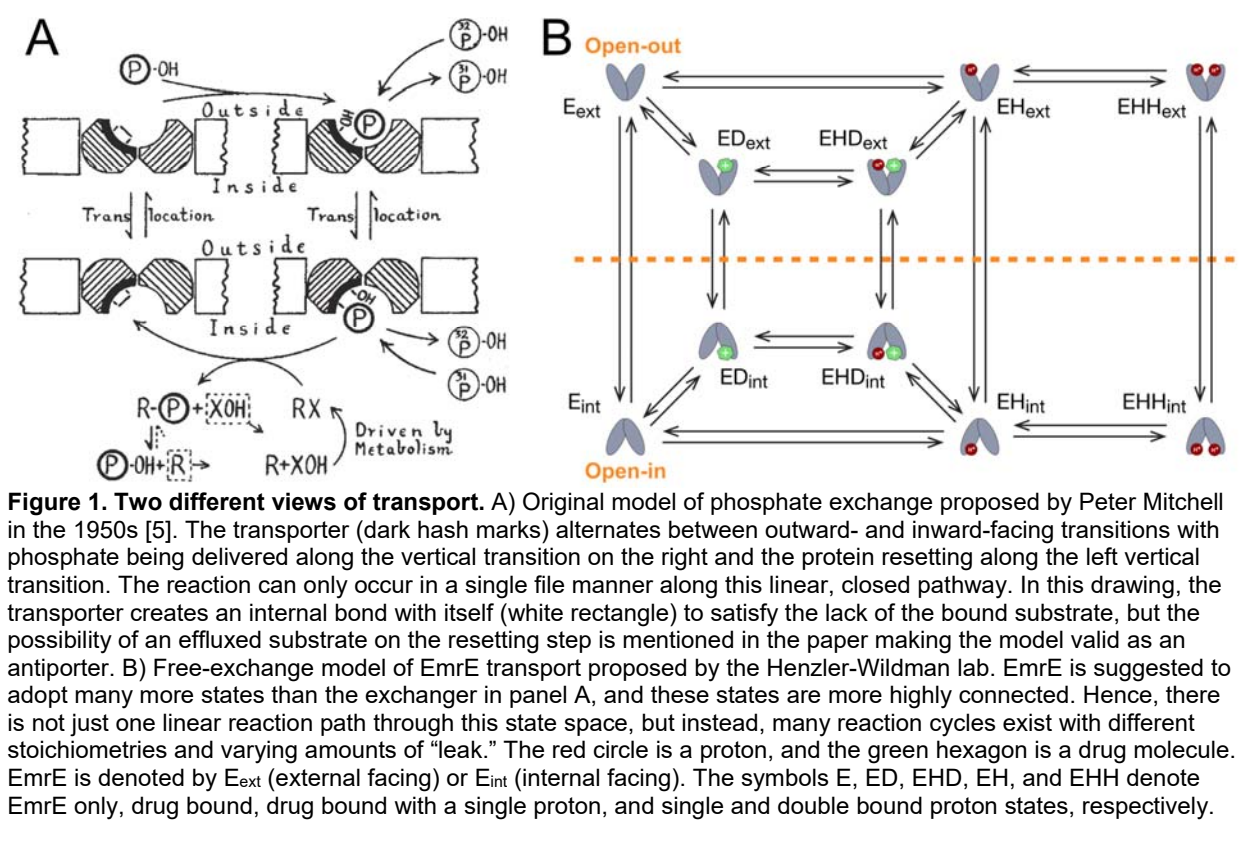 A
P-OH
32
P-OH
31
P-OH
Outside
OH
P
Inside
Trans location
Trans location
Outside
OH
P
Inside
32
P-OH
31
P-OH
R-P+XOH
RX
Driven by
Metabolism
P-OH+R
R+XOH
B
Open-out
Eext
EHext
EHHext
H+
H+ H+
EDext
EHDext
+
H+ +
EDint
EHDint
+
H+ +
Eint
EHint
EHHint
H+
H+ H+
Open-in
Figure 1. Two different views of transport. A) Original model of phosphate exchange proposed by Peter Mitchell
in the 1950s [5]. The transporter (dark hash marks) alternates between outward- and inward-facing transitions with
phosphate being delivered along the vertical transition on the right and the protein resetting along the left vertical
transition. The reaction can only occur in a single file manner along this linear, closed pathway. In this drawing, the
transporter creates an internal bond with itself (white rectangle) to satisfy the lack of the bound substrate, but the
possibility of an effluxed substrate on the resetting step is mentioned in the paper making the model valid as an
antiporter. B) Free-exchange model of EmrE transport proposed by the Henzler-Wildman lab. EmrE is suggested to
adopt many more states than the exchanger in panel A, and these states are more highly connected. Hence, there
is not just one linear reaction path through this state space, but instead, many reaction cycles exist with different
stoichiometries and varying amounts of “leak.” The red circle is a proton, and the green hexagon is a drug molecule.
EmrE is denoted by Eext (external facing) or Eint (internal facing). The symbols E, ED, EHD, EH, and EHH denote
EmrE only, drug bound, drug bound with a single proton, and single and double bound proton states, respectively.